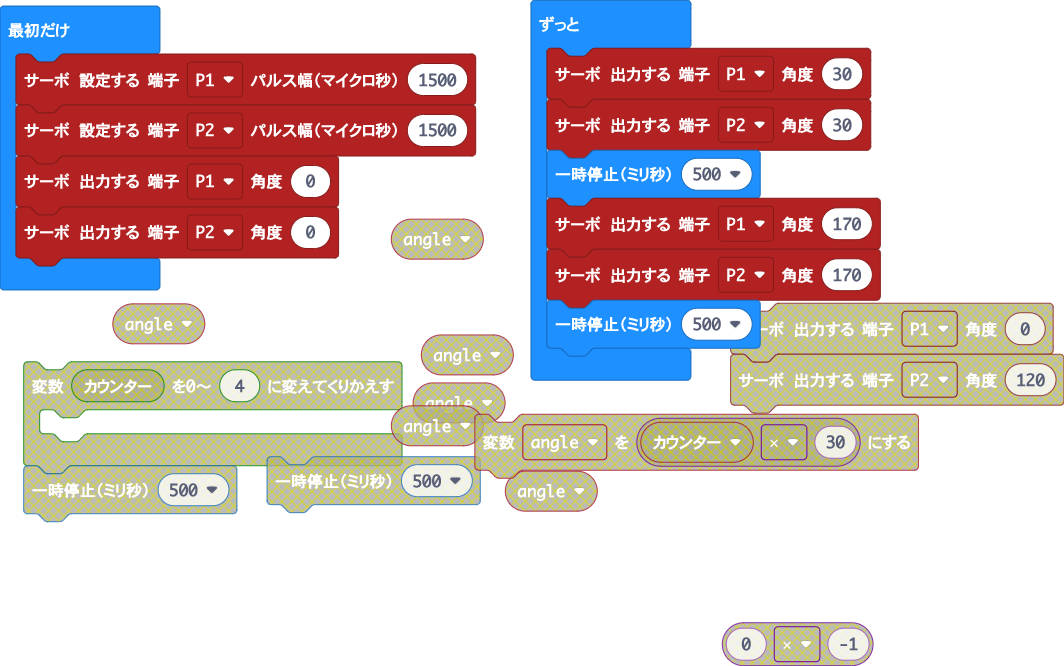 最初だけ
サーボ 設定する 端子 P1 パルス幅(マイクロ秒) 1500
サーボ 設定する 端子 P2 パルス幅(マイクロ秒) 1500
サーボ 出力する 端子 P1 角度 0
サーボ 出力する 端子 P2 角度 0
ずっと
サーボ 出力する 端子 P1 角度 30
サーボ 出力する 端子 P2 角度 30
一時停止(ミリ秒) 500
サーボ 出力する 端子 P1 角度 170
サーボ 出力する 端子 P2 角度 170
一時停止(ミリ秒) 500
ーボ 出力する 端子 P1 角度 0
サーボ 出力する 端子 P2 角度 120
angle
angle
angle
angle
angle
変数 カウンター を0~ 4 に変えてくりかえす
一時停止(ミリ秒) 500
一時停止(ミリ秒) 500
変数 angle を カウンター × 30 にする
angle
0 × -1